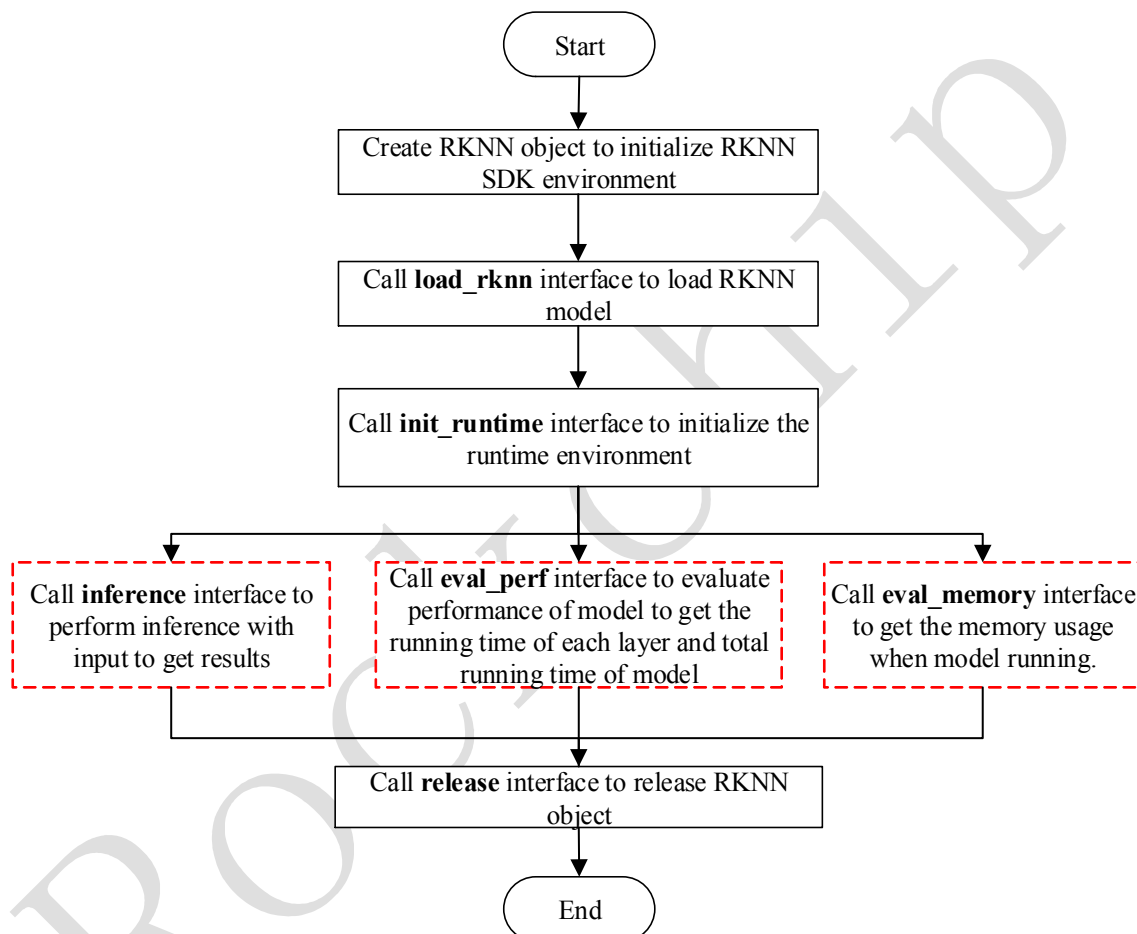 Start
Create RKNN object to initialize RKNN
SDK environment
Call load_rknn interface to load RKNN
model
Call init_runtime interface to initialize the
runtime environment
Call inference interface to
perform inference with
input to get results
Call eval_perf interface to evaluate
performance of model to get the
running time of each layer and total
running time of model
Call eval_memory interface
to get the memory usage
when model running.
Call release interface to release RKNN
object
End
Rockchip